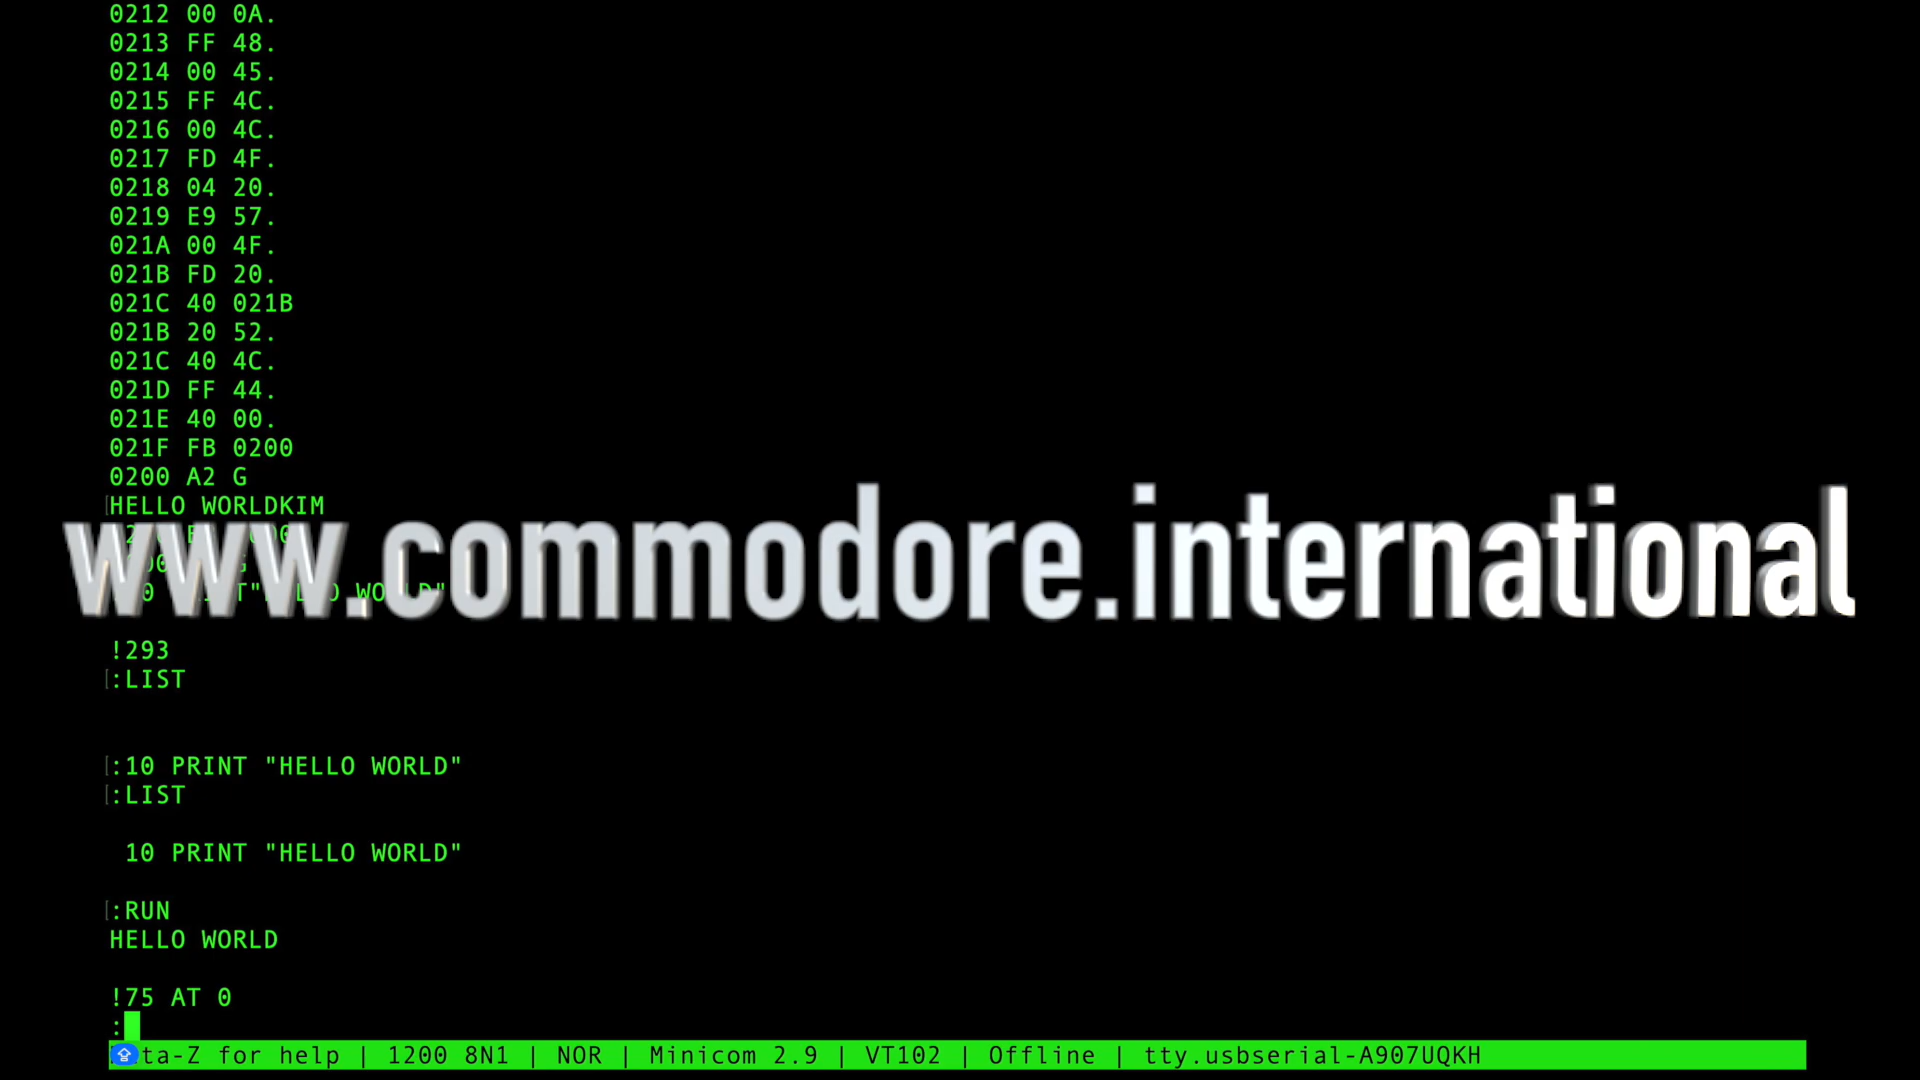 0212 00 0A.
0213 FF 48.
0214 00 45.
0215 FF 4C.
0216 00 4C.
0217 FD 4F.
0218 04 20.
0219 E9 57.
021A 00 4F.
021B FD 20.
021C 40 021B
021B 20 52.
021C 40 4C.
021D FF 44.
021E 40 00.
021F FB 0200
0200 A2 G
HELLO WORLDKIM
www.commodore.international
!293
:LIST
:10 PRINT "HELLO WORLD"
:LIST
10 PRINT "HELLO WORLD"
:RUN
HELLO WORLD
!75 AT 0
:
ta-Z for help | 1200 8N1 | NOR | Minicom 2.9 | VT102 | Offline | tty.usbserial-A907UQKH